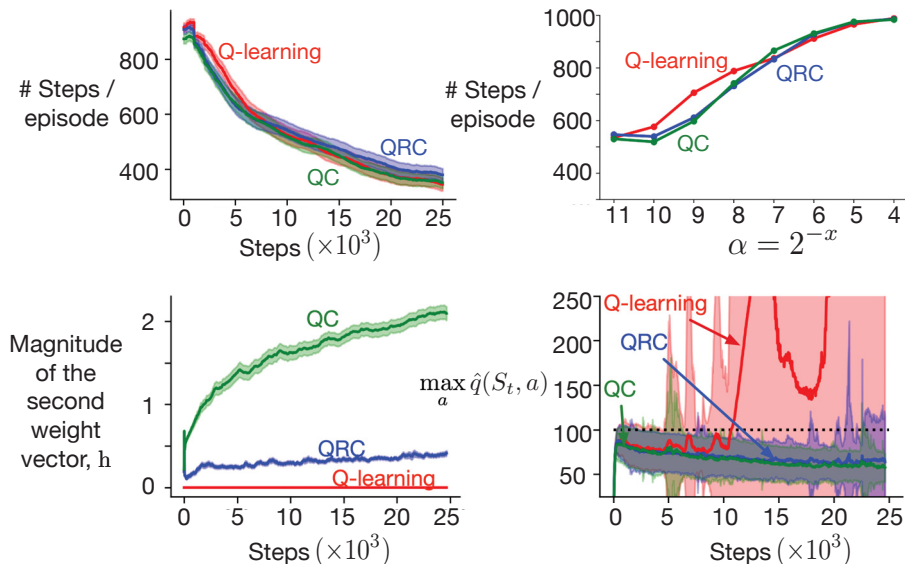 # Steps / episode
800
600
400
Q-learning
QRC
QC
0 5 10 15 20 25
Steps (×10³)
# Steps / episode
1000
800
600
400
Q-learning
QRC
QC
11 10 9 8 7 6 5 4
α = 2⁻ˣ
Magnitude
of the
second
weight
vector, h
2
1
0
QC
QRC
Q-learning
0 5 10 15 20 25
Steps (×10³)
max q̂(Sₜ, a)
a
250
200
150
100
50
Q-learning
QRC
QC
0 5 10 15 20 25
Steps (×10³)